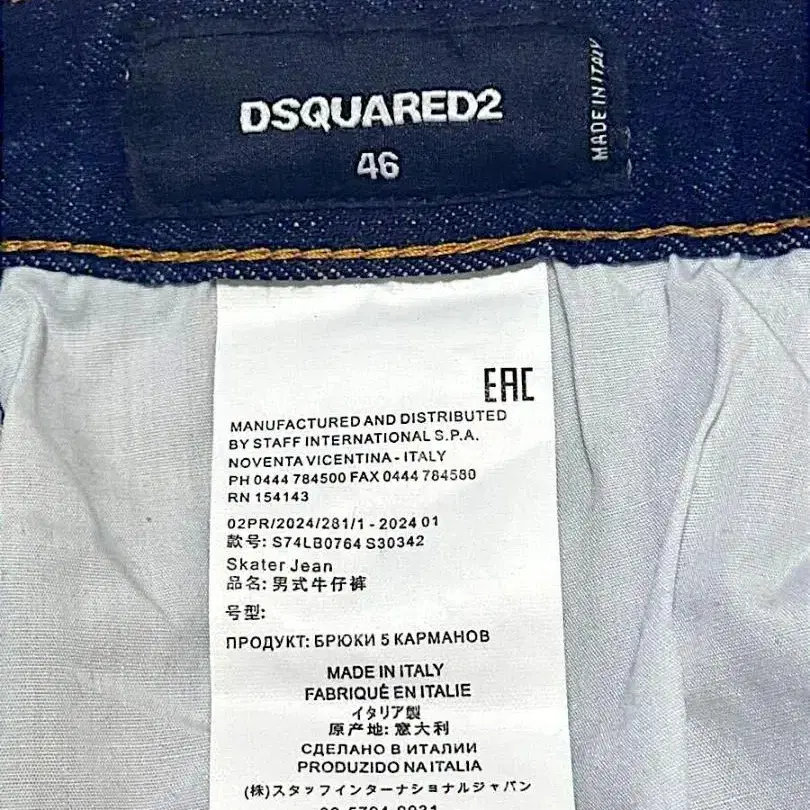 DSQUARED2
46
MADE IN ITALY
EAC
MANUFACTURED AND DISTRIBUTED
BY STAFF INTERNATIONAL S.P.A.
NOVENTA VICENTINA - ITALY
PH 0444 784500 FAX 0444 784580
RN 154143
02PR/2024/281/1 - 2024 01
款号: S74LB0764 S30342
Skater Jean
品名: 男式牛仔裤
号型:
ПРОДУКТ: БРЮКИ 5 КАРМАНОВ
MADE IN ITALY
FABRIQUÉ EN ITALIE
イタリア製
原产地: 意大利
СДЕЛАНО В ИТАЛИИ
PRODUZIDO NA ITALIA
(株)スタッフインターナショナルジャパン